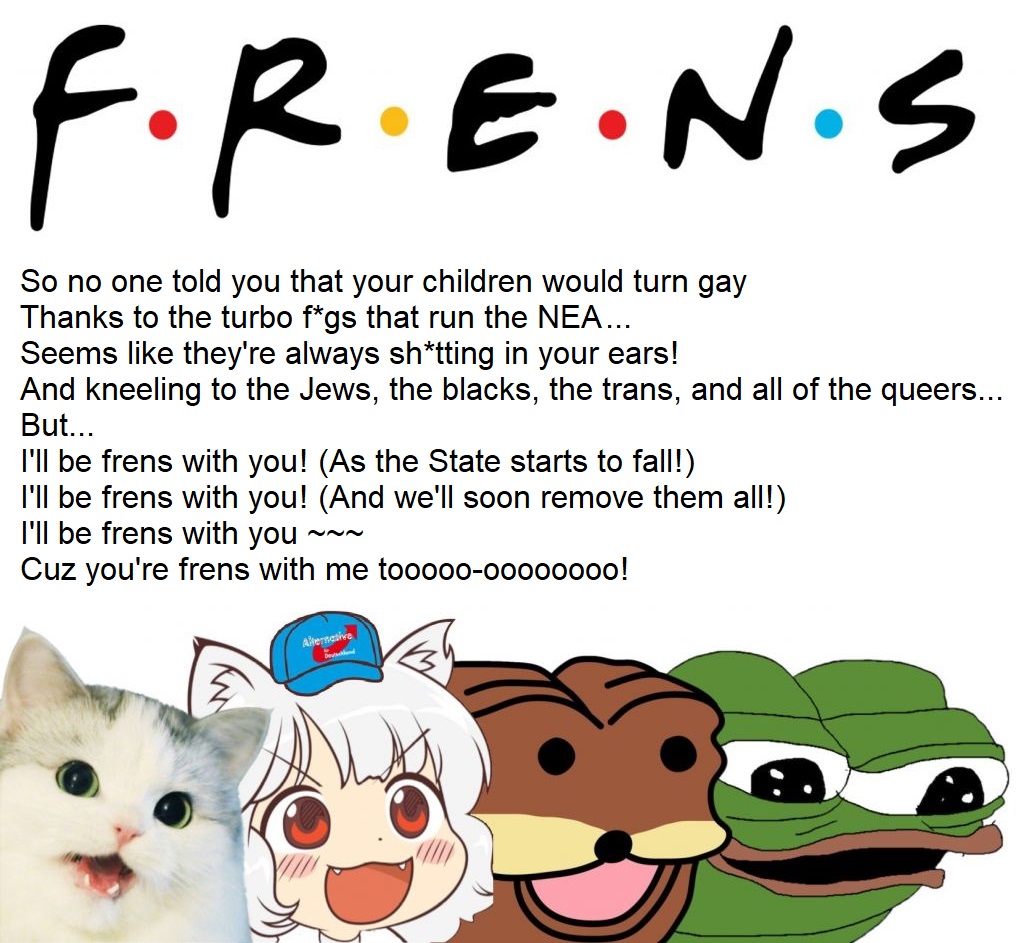 F•R•E•N•S
So no one told you that your children would turn gay
Thanks to the turbo f*gs that run the NEA...
Seems like they're always sh*tting in your ears!
And kneeling to the Jews, the blacks, the trans, and all of the queers...
But...
I'll be frens with you! (As the State starts to fall!)
I'll be frens with you! (And we'll soon remove them all!)
I'll be frens with you ~~~
Cuz you're frens with me tooooo-oooooooo!
Alternative
für
Deutschland